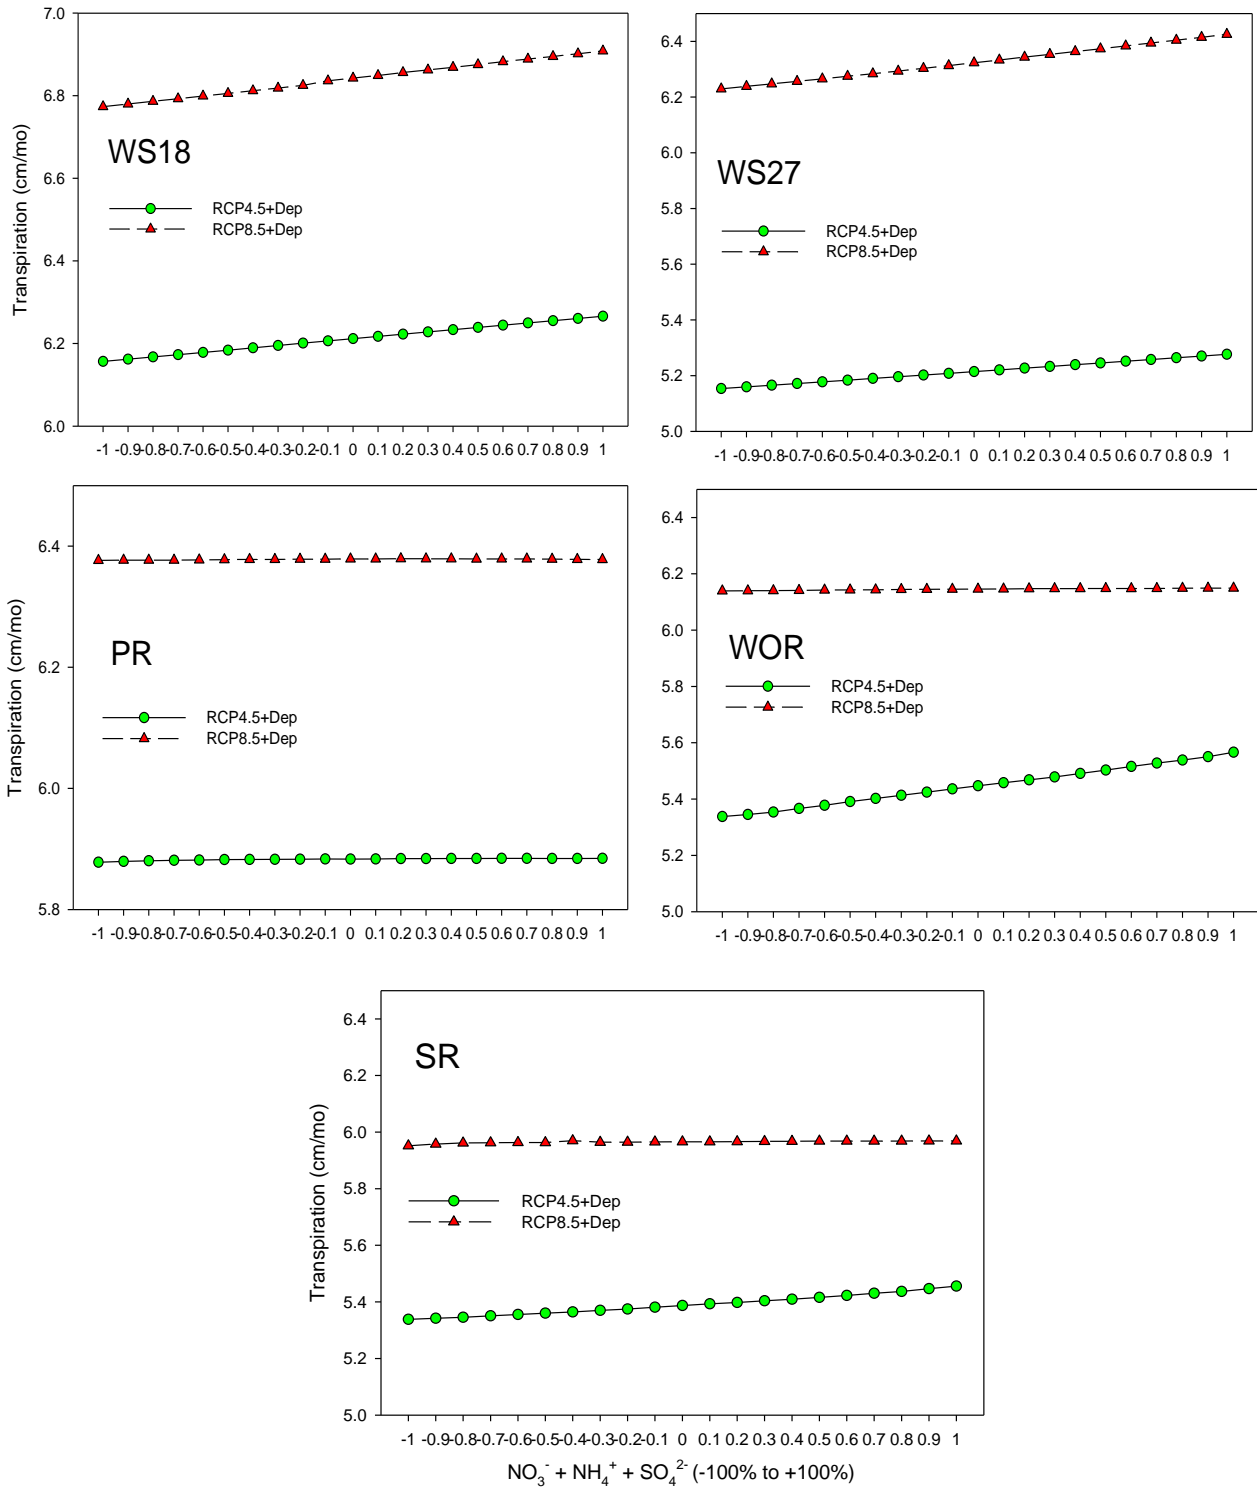 7.0
6.8
6.6
6.4
6.2
6.0
Transpiration (cm/mo)
WS18
RCP4.5+Dep
RCP8.5+Dep
-1 -0.9-0.8-0.7-0.6-0.5-0.4-0.3-0.2-0.1 0 0.1 0.2 0.3 0.4 0.5 0.6 0.7 0.8 0.9 1
6.4
6.2
6.0
5.8
5.6
5.4
5.2
5.0
WS27
RCP4.5+Dep
RCP8.5+Dep
-1 -0.9-0.8-0.7-0.6-0.5-0.4-0.3-0.2-0.1 0 0.1 0.2 0.3 0.4 0.5 0.6 0.7 0.8 0.9 1
6.4
6.2
6.0
5.8
Transpiration (cm/mo)
PR
RCP4.5+Dep
RCP8.5+Dep
-1 -0.9-0.8-0.7-0.6-0.5-0.4-0.3-0.2-0.1 0 0.1 0.2 0.3 0.4 0.5 0.6 0.7 0.8 0.9 1
6.4
6.2
6.0
5.8
5.6
5.4
5.2
5.0
WOR
RCP4.5+Dep
RCP8.5+Dep
-1 -0.9-0.8-0.7-0.6-0.5-0.4-0.3-0.2-0.1 0 0.1 0.2 0.3 0.4 0.5 0.6 0.7 0.8 0.9 1
6.4
6.2
6.0
5.8
5.6
5.4
5.2
5.0
Transpiration (cm/mo)
SR
RCP4.5+Dep
RCP8.5+Dep
-1 -0.9-0.8-0.7-0.6-0.5-0.4-0.3-0.2-0.1 0 0.1 0.2 0.3 0.4 0.5 0.6 0.7 0.8 0.9 1
NO₃⁻ + NH₄⁺ + SO₄²⁻ (-100% to +100%)